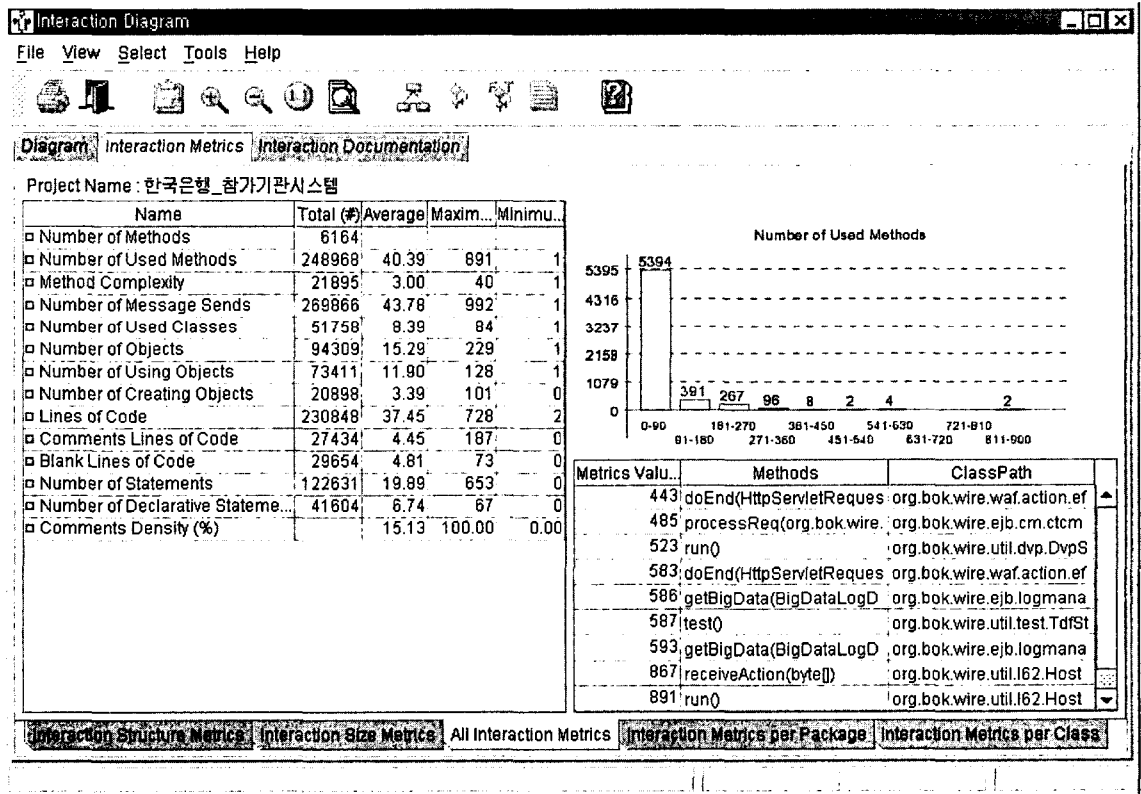 Interaction Diagram
File View Select Tools Help
Diagram Interaction Metrics Interaction Documentation
Project Name : 한국은행_참가기관시스템
Name Total (#) Average Maxim... Minimu...
Number of Methods 6164
Number of Used Methods 248968 40.39 891 1
Method Complexity 21895 3.00 40 1
Number of Message Sends 269866 43.78 992 1
Number of Used Classes 51758 8.39 84 1
Number of Objects 94309 15.29 229 1
Number of Using Objects 73411 11.90 128 1
Number of Creating Objects 20898 3.39 101 0
Lines of Code 230848 37.45 728 2
Comments Lines of Code 27434 4.45 187 0
Blank Lines of Code 29654 4.81 73 0
Number of Statements 122631 19.89 653 0
Number of Declarative Stateme... 41604 6.74 67 0
Comments Density (%) 15.13 100.00 0.00
Number of Used Methods
5395 5394
4316
3237
2158
1079
0
391 267 96 8 2 4 2
0-90 181-270 361-450 541-630 721-810
91-180 271-360 451-540 631-720 811-900
Metrics Valu... Methods ClassPath
443 doEnd(HttpServletReques org.bok.wire.waf.action.ef
485 processReq(org.bok.wire. org.bok.wire.ejb.cm.ctcm
523 run() org.bok.wire.util.dvp.DvpS
583 doEnd(HttpServletReques org.bok.wire.waf.action.ef
586 getBigData(BigDataLogD org.bok.wire.ejb.logmana
587 test() org.bok.wire.util.test.TdfSt
593 getBigData(BigDataLogD org.bok.wire.ejb.logmana
867 receiveAction(byte[]) org.bok.wire.util.l62.Host
891 run() org.bok.wire.util.l62.Host
Interaction Structure Metrics Interaction Size Metrics All Interaction Metrics Interaction Metrics per Package Interaction Metrics per Class